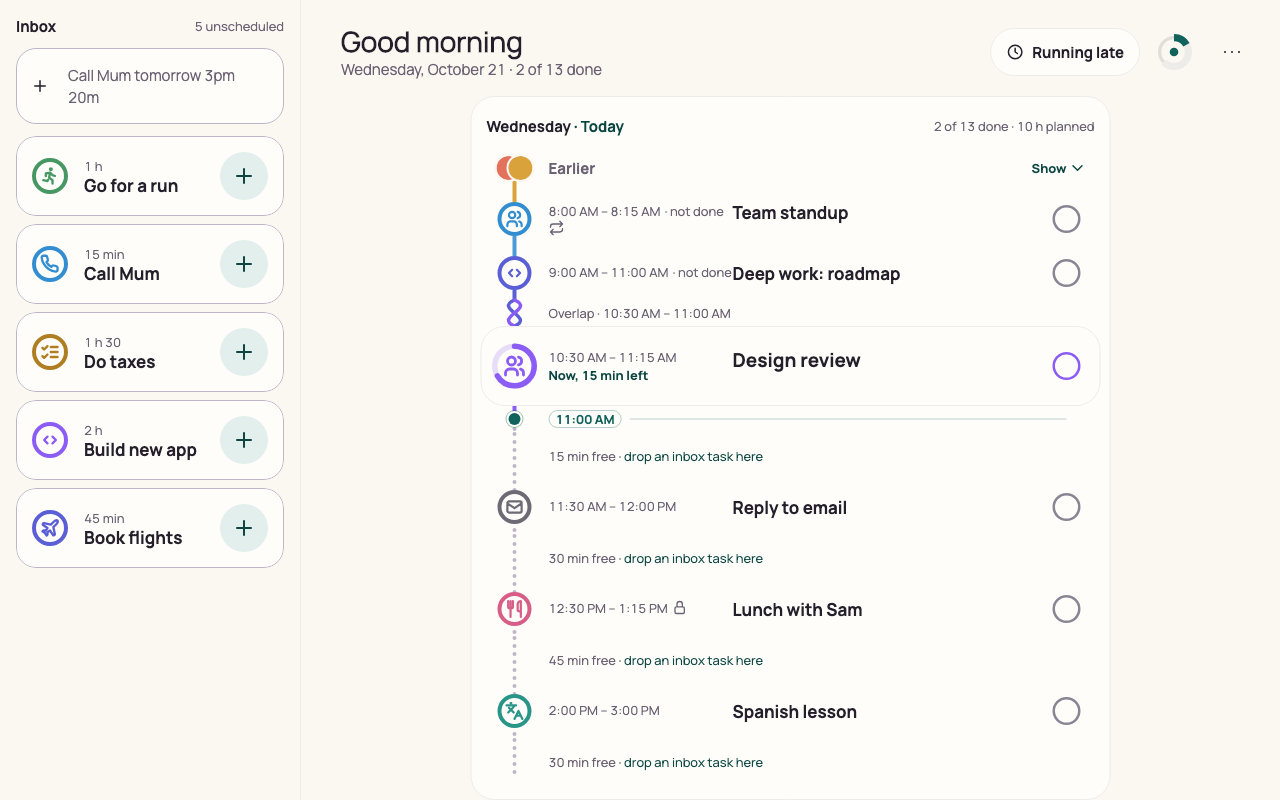 Inbox
5 unscheduled
Call Mum tomorrow 3pm
20m
1 h
Go for a run
15 min
Call Mum
1 h 30
Do taxes
2 h
Build new app
45 min
Book flights
Good morning
Wednesday, October 21 · 2 of 13 done
Running late
Wednesday · Today
2 of 13 done · 10 h planned
Earlier
Show
8:00 AM – 8:15 AM · not done
Team standup
9:00 AM – 11:00 AM · not done
Deep work: roadmap
Overlap · 10:30 AM – 11:00 AM
10:30 AM – 11:15 AM
Now, 15 min left
Design review
11:00 AM
15 min free · drop an inbox task here
11:30 AM – 12:00 PM
Reply to email
30 min free · drop an inbox task here
12:30 PM – 1:15 PM
Lunch with Sam
45 min free · drop an inbox task here
2:00 PM – 3:00 PM
Spanish lesson
30 min free · drop an inbox task here